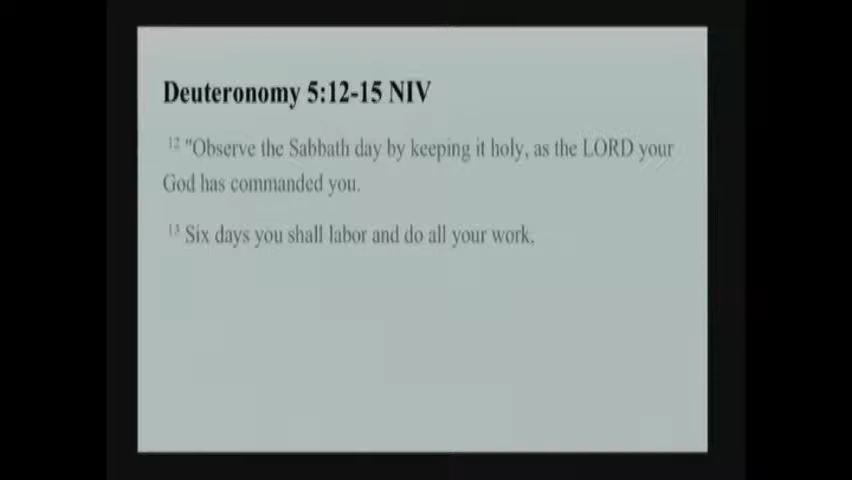 Deuteronomy 5:12-15 NIV
12 "Observe the Sabbath day by keeping it holy, as the LORD your
God has commanded you.
13 Six days you shall labor and do all your work,